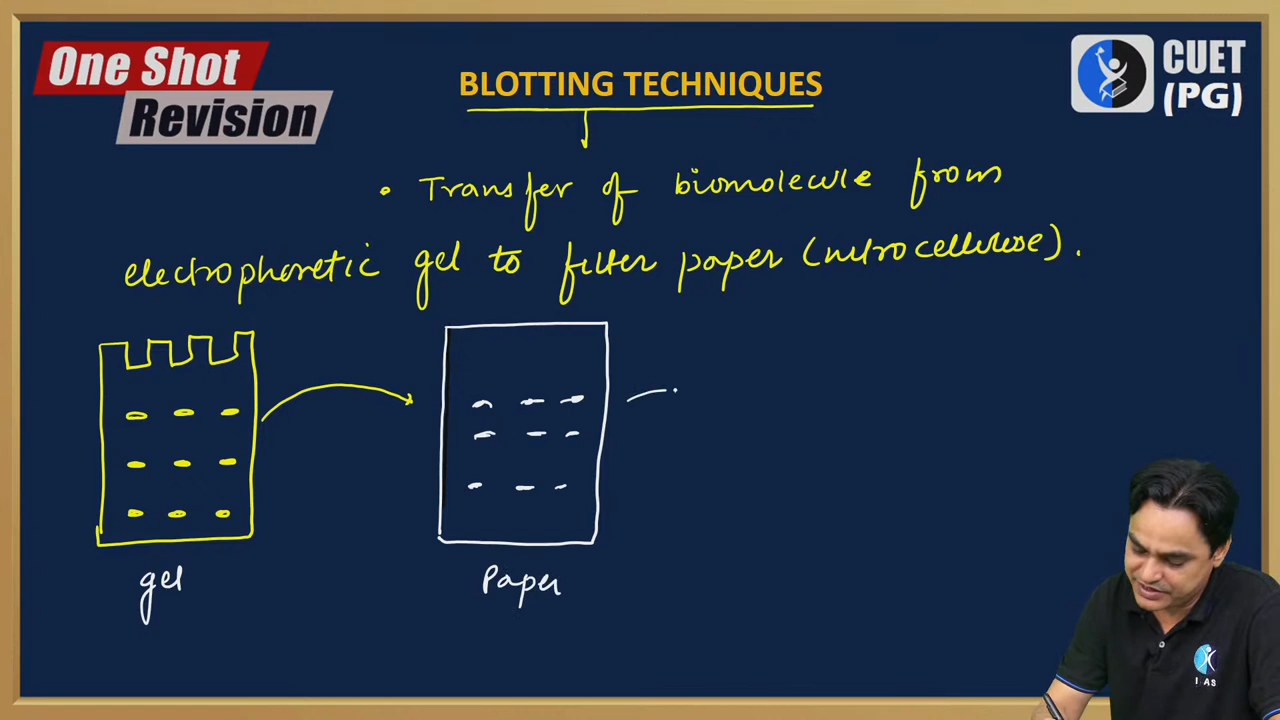 One Shot
Revision
BLOTTING TECHNIQUES
CUET
(PG)
• Transfer of biomolecule from
electrophoretic gel to filter paper (nitrocellulose).
gel
Paper
IFAS